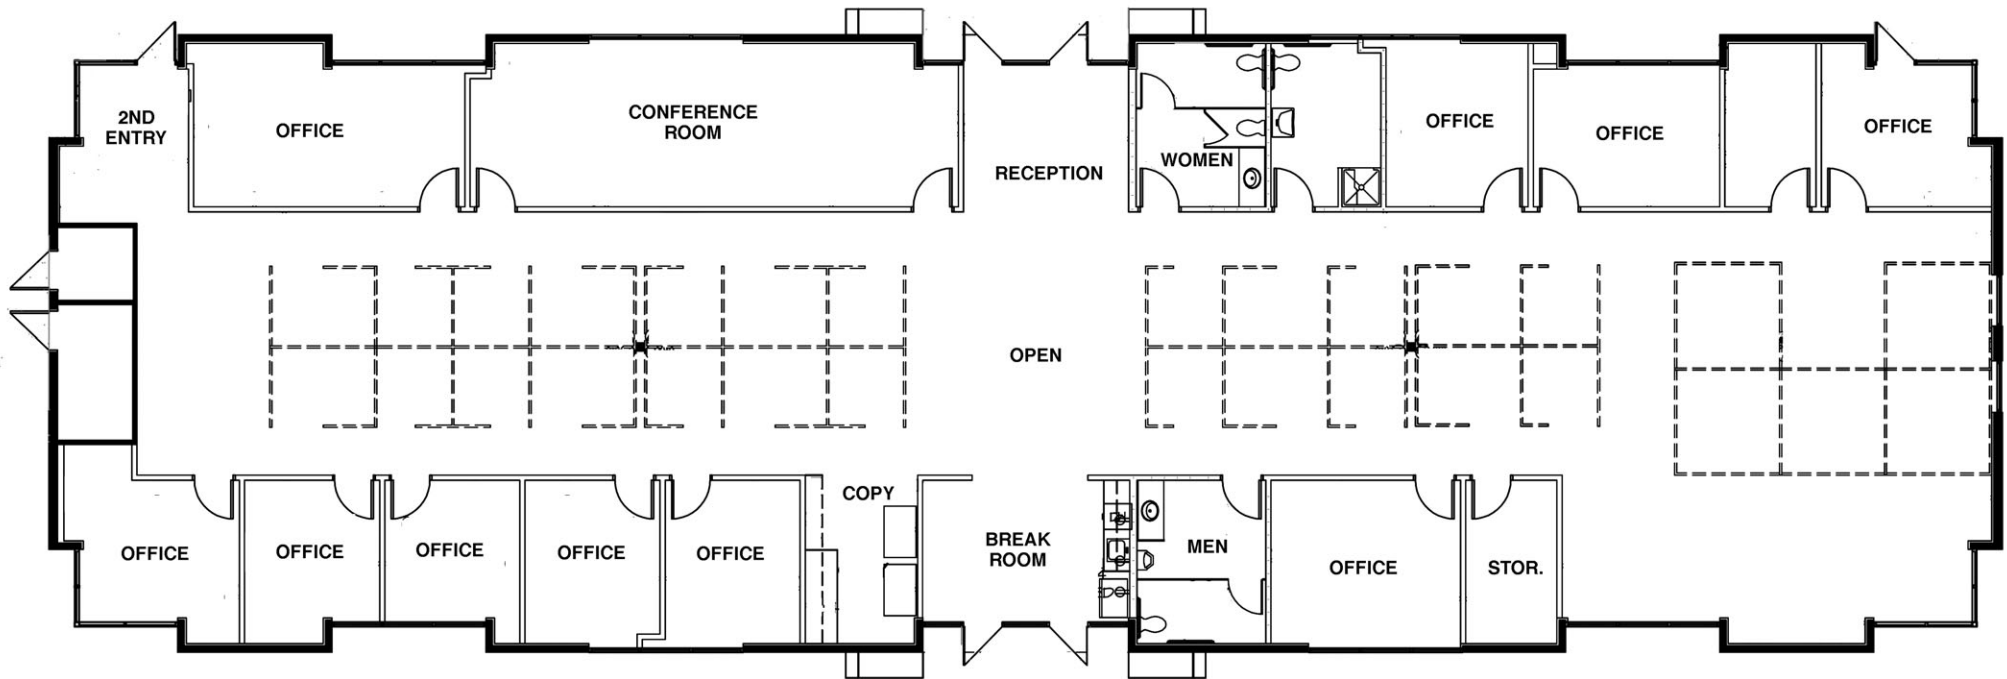 2ND
ENTRY
OFFICE
CONFERENCE
ROOM
RECEPTION
WOMEN
OFFICE
OFFICE
OFFICE
OPEN
OFFICE
OFFICE
OFFICE
OFFICE
OFFICE
COPY
BREAK
ROOM
MEN
OFFICE
STOR.